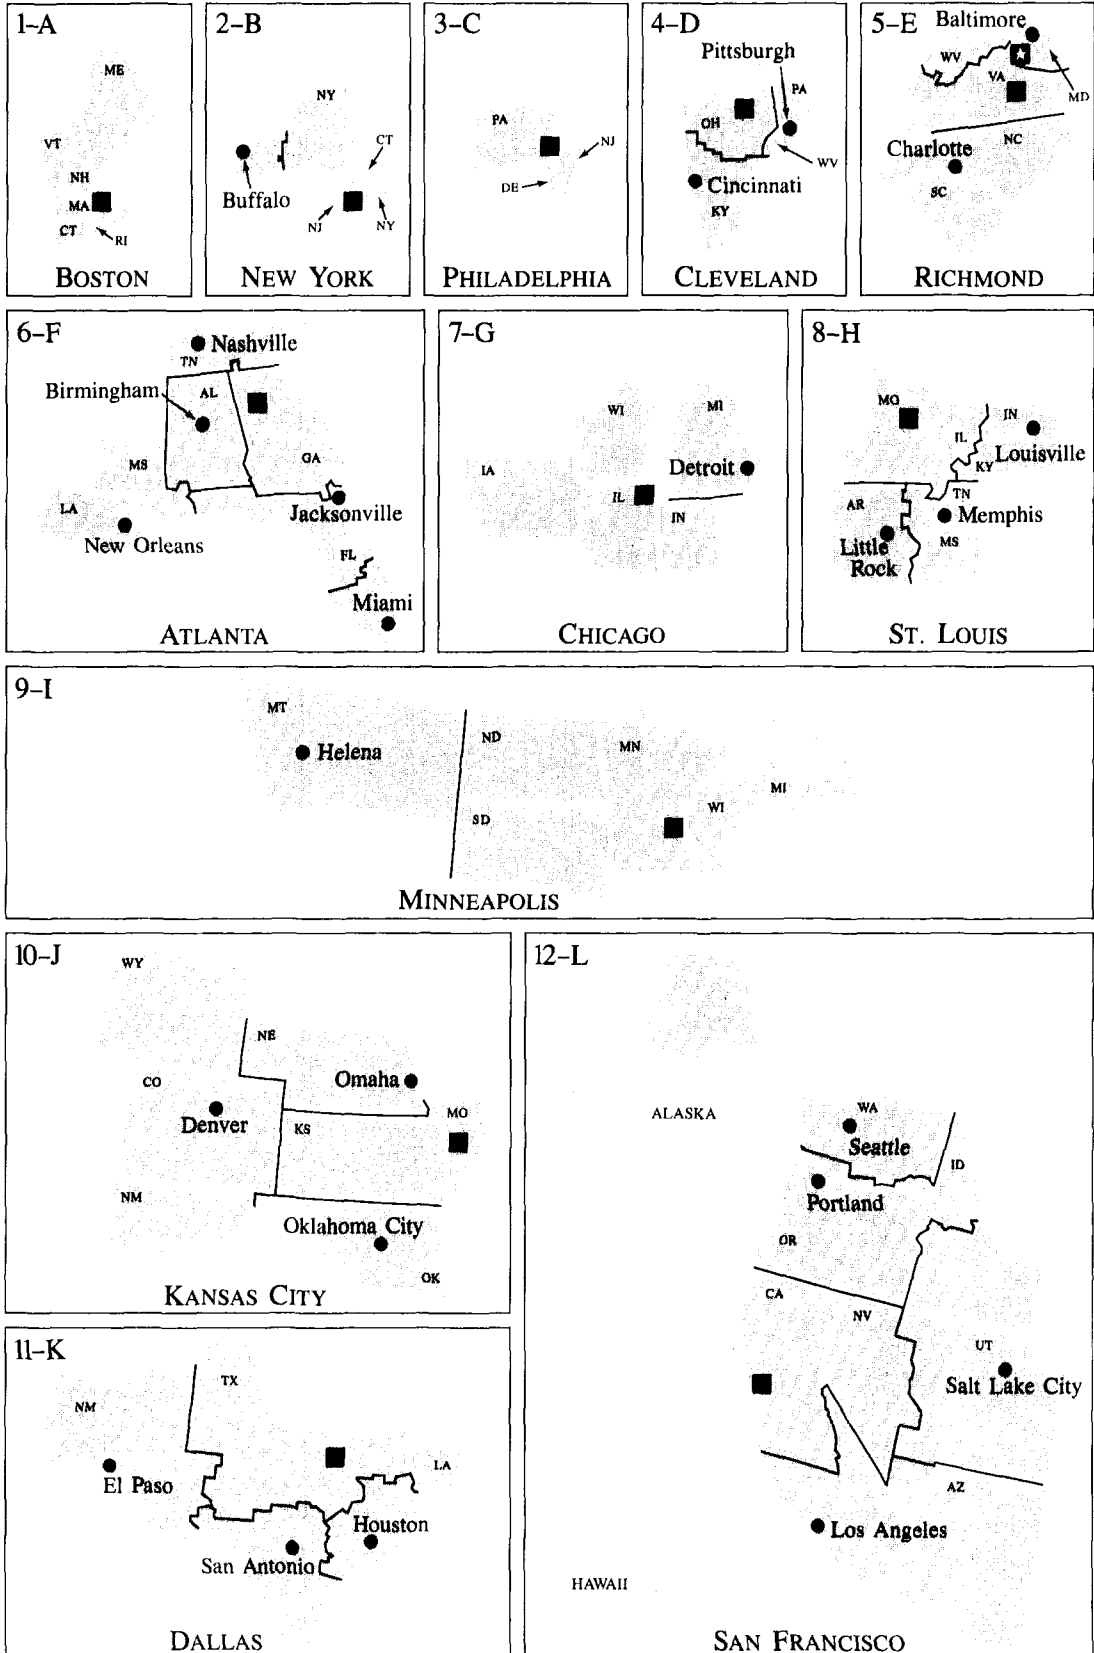 1–A
ME
VT
NH
MA
CT
RI
BOSTON
2–B
NY
CT
Buffalo
NJ
NY
NEW YORK
3–C
PA
NJ
DE
PHILADELPHIA
4–D
Pittsburgh
PA
OH
WV
Cincinnati
KY
CLEVELAND
5–E
Baltimore
WV
VA
MD
NC
Charlotte
SC
RICHMOND
6–F
Nashville
TN
Birmingham
AL
MS
GA
LA
Jacksonville
New Orleans
FL
Miami
ATLANTA
7–G
WI
MI
IA
Detroit
IL
IN
CHICAGO
8–H
MO
IN
IL
Louisville
KY
TN
AR
Memphis
Little
Rock
MS
ST. LOUIS
9–I
MT
Helena
ND
MN
MI
WI
SD
MINNEAPOLIS
10–J
WY
NE
CO
Omaha
Denver
MO
KS
NM
Oklahoma City
OK
KANSAS CITY
11–K
TX
NM
LA
El Paso
Houston
San Antonio
DALLAS
12–L
ALASKA
WA
Seattle
ID
Portland
OR
CA
NV
UT
Salt Lake City
AZ
Los Angeles
HAWAII
SAN FRANCISCO